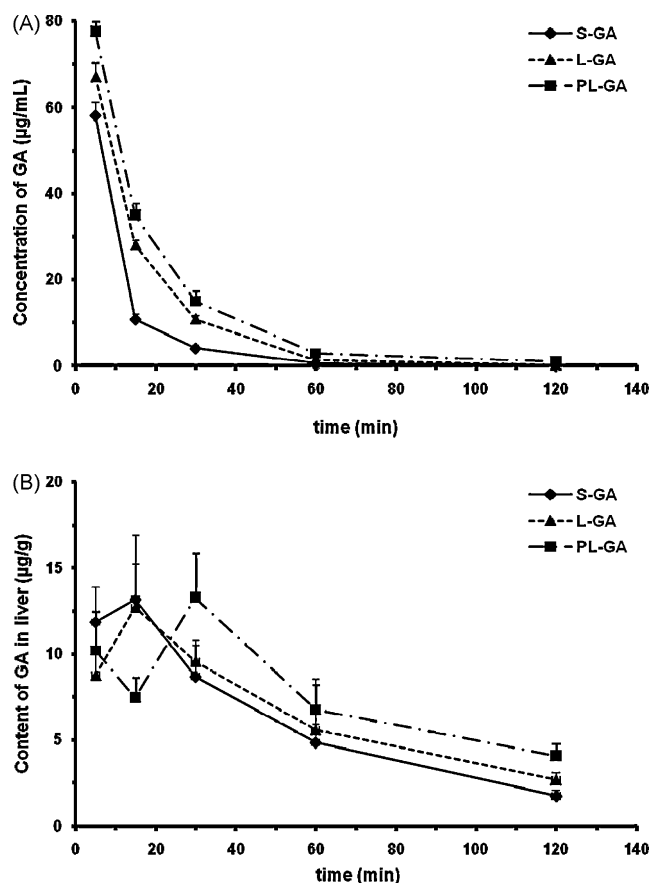 (A)
80
60
40
20
0
Concentration of GA (µg/mL)
S-GA
L-GA
PL-GA
0 20 40 60 80 100 120 140
time (min)
(B)
20
15
10
5
0
Content of GA in liver (µg/g)
S-GA
L-GA
PL-GA
0 20 40 60 80 100 120 140
time (min)